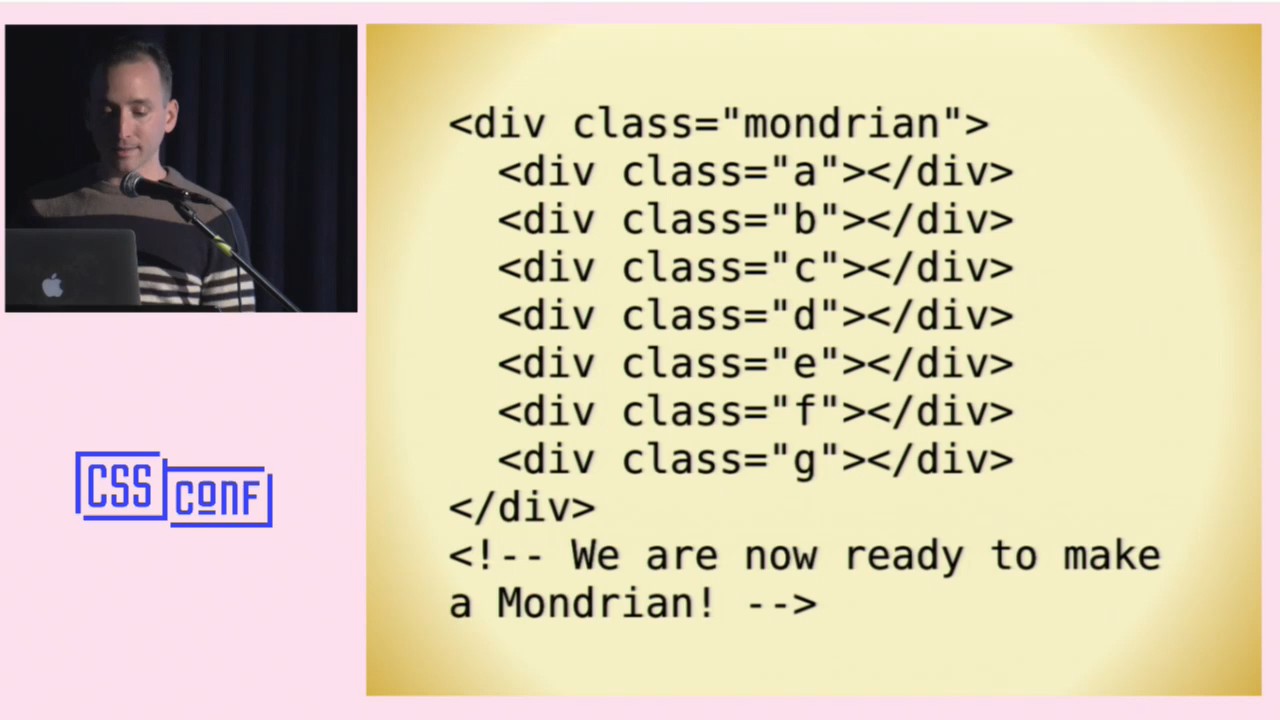 <div class="mondrian">
  <div class="a"></div>
  <div class="b"></div>
  <div class="c"></div>
  <div class="d"></div>
  <div class="e"></div>
  <div class="f"></div>
  <div class="g"></div>
</div>
<!-- We are now ready to make
a Mondrian! -->
CSS
CONF